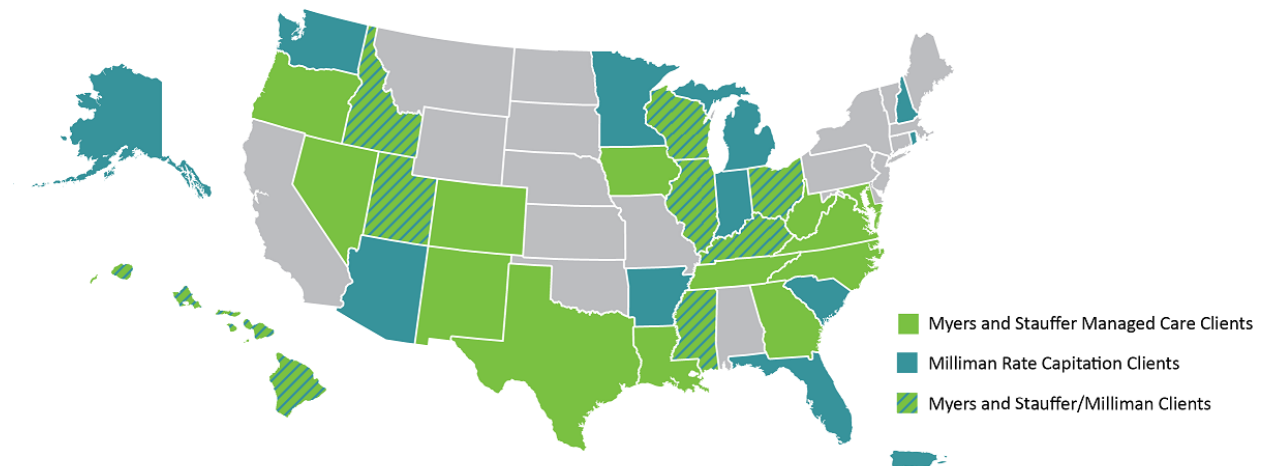 Myers and Stauffer Managed Care Clients
Milliman Rate Capitation Clients
Myers and Stauffer/Milliman Clients